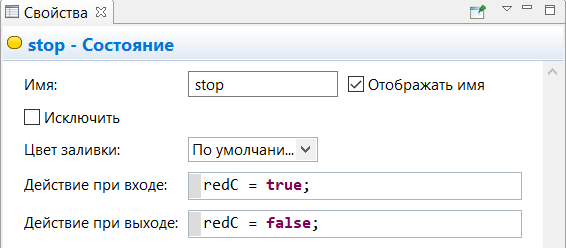 Свойства
stop - Состояние
Имя: stop Отображать имя
Исключить
Цвет заливки: По умолчани...
Действие при входе: redC = true;
Действие при выходе: redC = false;